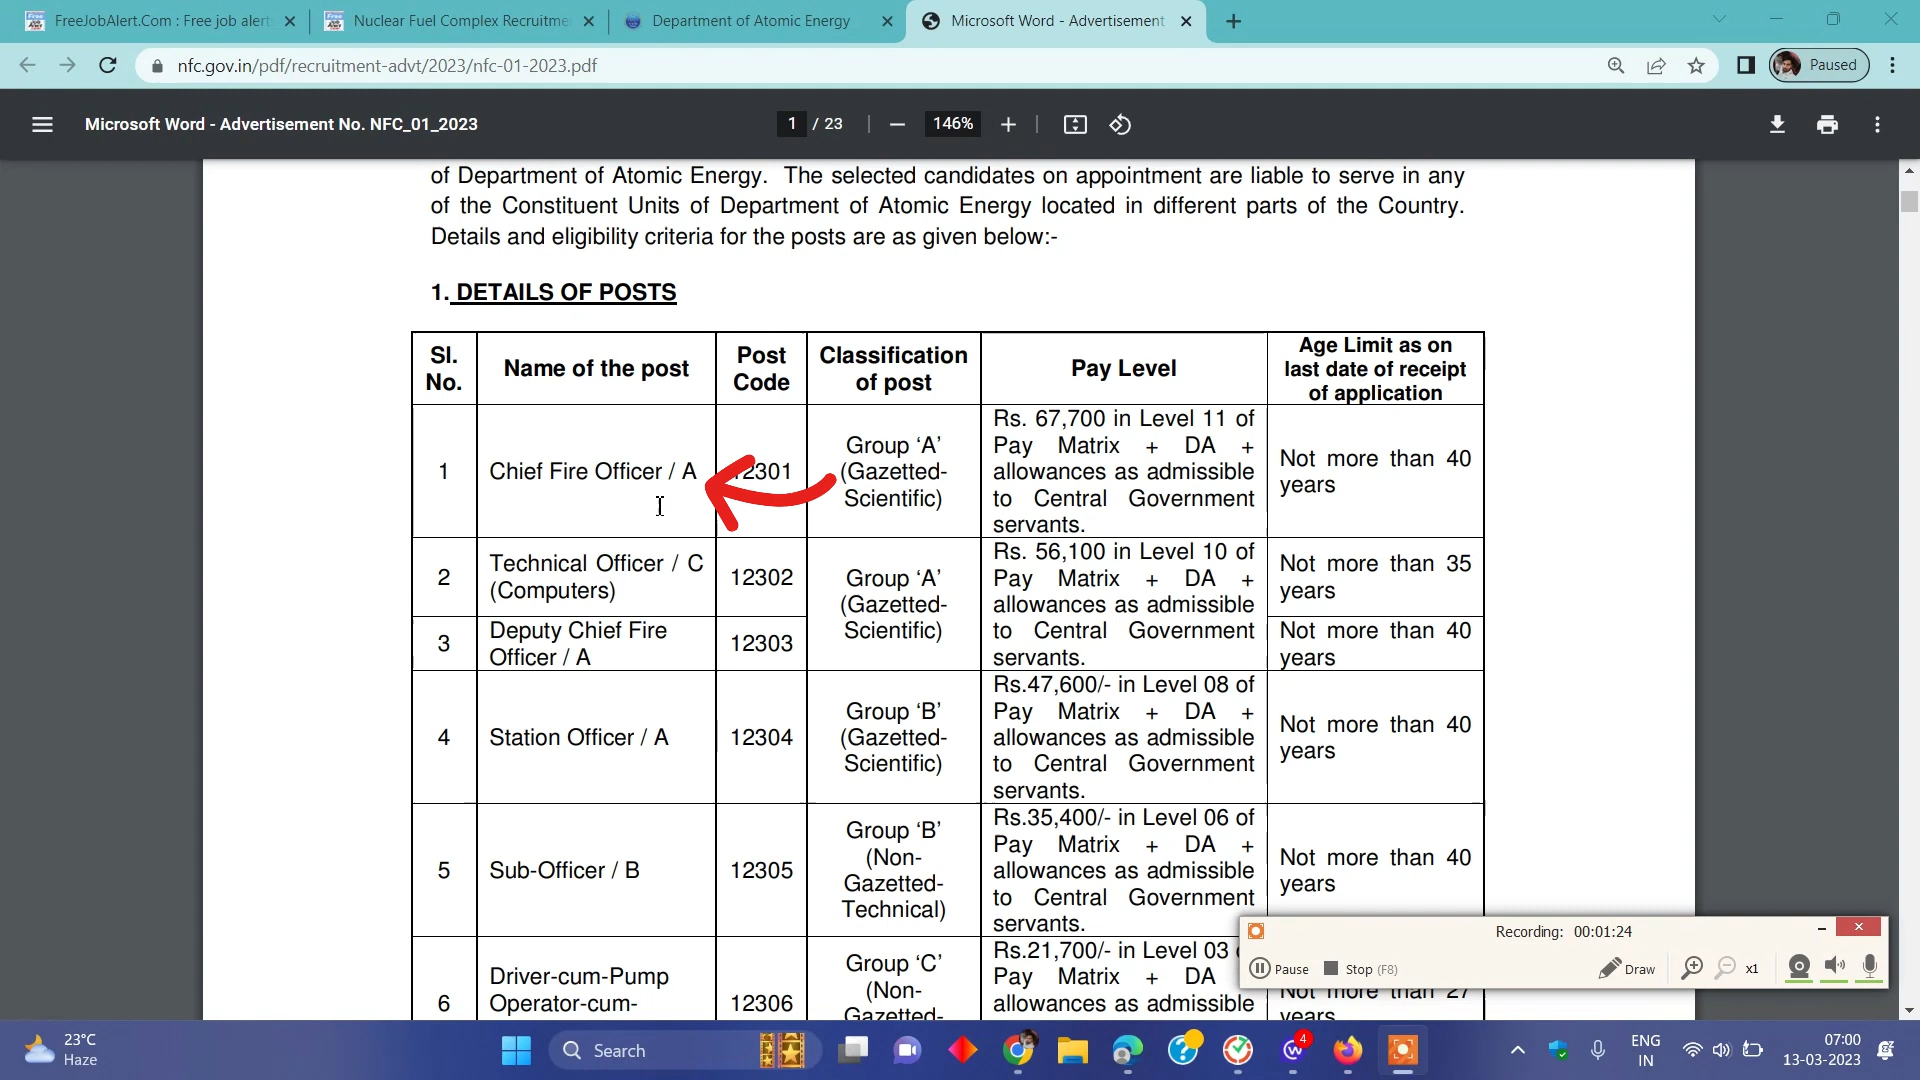 FreeJobAlert.Com : Free job alert
Nuclear Fuel Complex Recruitme
Department of Atomic Energy
Microsoft Word - Advertisement
nfc.gov.in/pdf/recruitment-advt/2023/nfc-01-2023.pdf
Paused
Microsoft Word - Advertisement No. NFC_01_2023
1 / 23
146%
of Department of Atomic Energy. The selected candidates on appointment are liable to serve in any
of the Constituent Units of Department of Atomic Energy located in different parts of the Country.
Details and eligibility criteria for the posts are as given below:-
1. DETAILS OF POSTS
Sl. No.
Name of the post
Post Code
Classification of post
Pay Level
Age Limit as on
last date of receipt
of application
1
Chief Fire Officer / A
12301
Group ‘A’
(Gazetted-
Scientific)
Rs. 67,700 in Level 11 of
Pay Matrix + DA +
allowances as admissible
to Central Government
servants.
Not more than 40
years
2
Technical Officer / C
(Computers)
12302
Group ‘A’
(Gazetted-
Scientific)
Rs. 56,100 in Level 10 of
Pay Matrix + DA +
allowances as admissible
to Central Government
servants.
Not more than 35
years
3
Deputy Chief Fire
Officer / A
12303
Not more than 40
years
4
Station Officer / A
12304
Group ‘B’
(Gazetted-
Scientific)
Rs.47,600/- in Level 08 of
Pay Matrix + DA +
allowances as admissible
to Central Government
servants.
Not more than 40
years
5
Sub-Officer / B
12305
Group ‘B’
(Non-
Gazetted-
Technical)
Rs.35,400/- in Level 06 of
Pay Matrix + DA +
allowances as admissible
to Central Government
servants.
Not more than 40
years
6
Driver-cum-Pump
Operator-cum-
12306
Group ‘C’
(Non-
Gazetted-
Rs.21,700/- in Level 03
Pay Matrix + DA
allowances as admissible
Not more than 27
years
Recording: 00:01:24
Pause
Stop (F8)
Draw
x1
23°C
Haze
Search
4
ENG
IN
07:00
13-03-2023